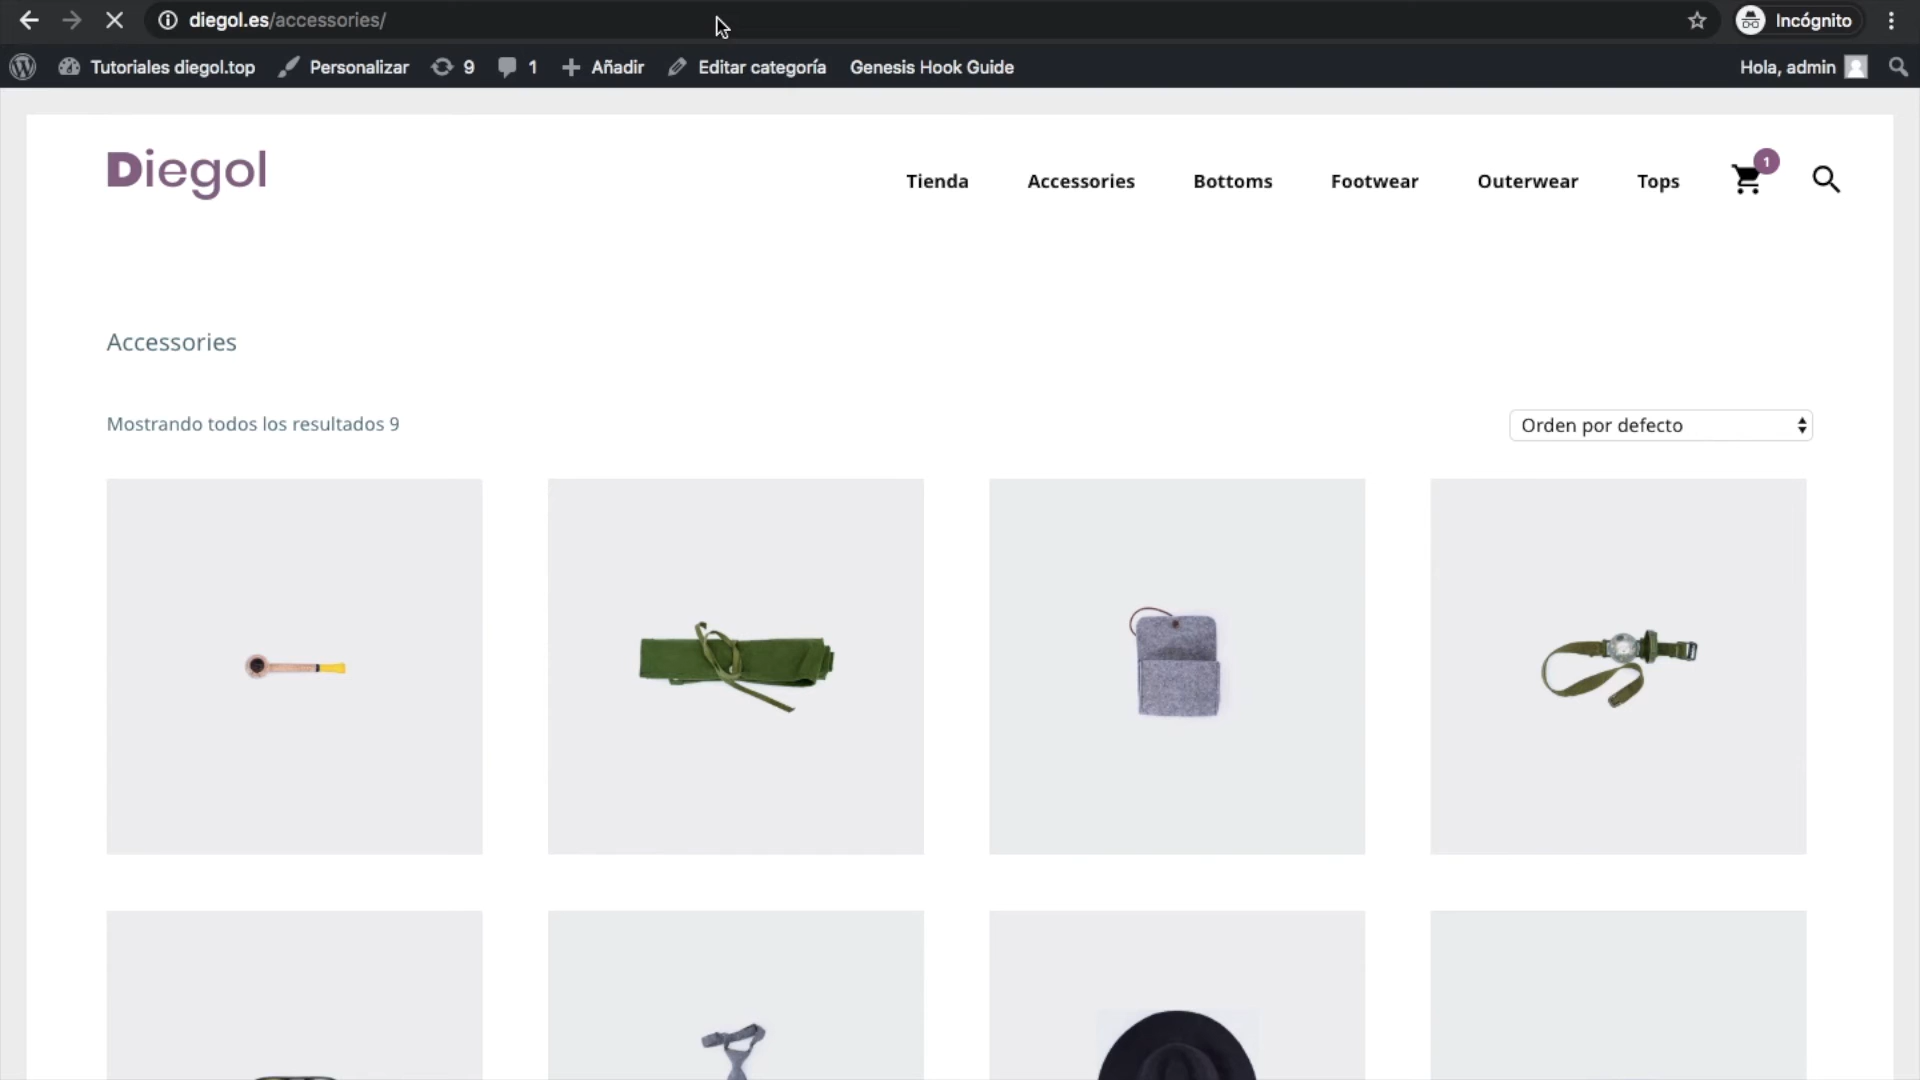 diegol.es/accessories/
Incógnito
Tutoriales diegol.top
Personalizar
9
1
Añadir
Editar categoría
Genesis Hook Guide
Hola, admin
Diegol
Tienda
Accessories
Bottoms
Footwear
Outerwear
Tops
1
Accessories
Mostrando todos los resultados 9
Orden por defecto